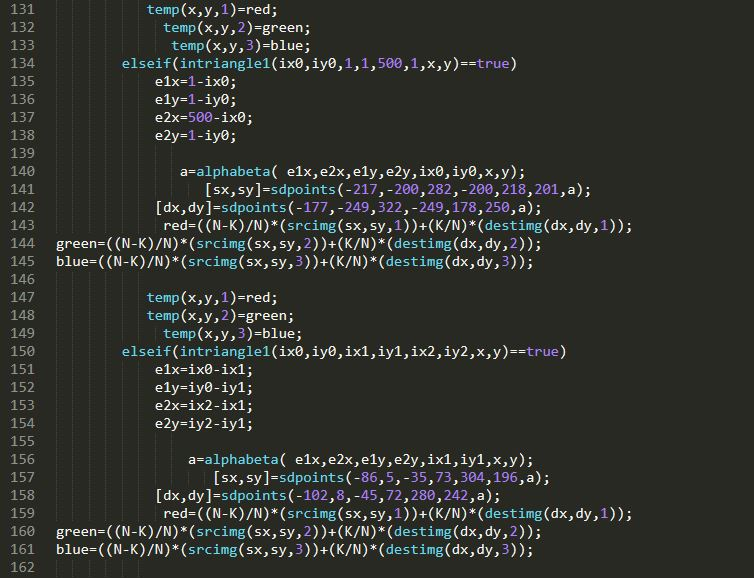 131 temp(x,y,1)=red;
132 temp(x,y,2)=green;
133 temp(x,y,3)=blue;
134 elseif(intriangle1(ix0,iy0,1,1,500,1,x,y)==true)
135 e1x=1-ix0;
136 e1y=1-iy0;
137 e2x=500-ix0;
138 e2y=1-iy0;
139
140 a=alphabeta( e1x,e2x,e1y,e2y,ix0,iy0,x,y);
141 [sx,sy]=sdpoints(-217,-200,282,-200,218,201,a);
142 [dx,dy]=sdpoints(-177,-249,322,-249,178,250,a);
143 red=((N-K)/N)*(srcimg(sx,sy,1))+(K/N)*(destimg(dx,dy,1));
144 green=((N-K)/N)*(srcimg(sx,sy,2))+(K/N)*(destimg(dx,dy,2));
145 blue=((N-K)/N)*(srcimg(sx,sy,3))+(K/N)*(destimg(dx,dy,3));
146
147 temp(x,y,1)=red;
148 temp(x,y,2)=green;
149 temp(x,y,3)=blue;
150 elseif(intriangle1(ix0,iy0,ix1,iy1,ix2,iy2,x,y)==true)
151 e1x=ix0-ix1;
152 e1y=iy0-iy1;
153 e2x=ix2-ix1;
154 e2y=iy2-iy1;
155
156 a=alphabeta( e1x,e2x,e1y,e2y,ix1,iy1,x,y);
157 [sx,sy]=sdpoints(-86,5,-35,73,304,196,a);
158 [dx,dy]=sdpoints(-102,8,-45,72,280,242,a);
159 red=((N-K)/N)*(srcimg(sx,sy,1))+(K/N)*(destimg(dx,dy,1));
160 green=((N-K)/N)*(srcimg(sx,sy,2))+(K/N)*(destimg(dx,dy,2));
161 blue=((N-K)/N)*(srcimg(sx,sy,3))+(K/N)*(destimg(dx,dy,3));
162